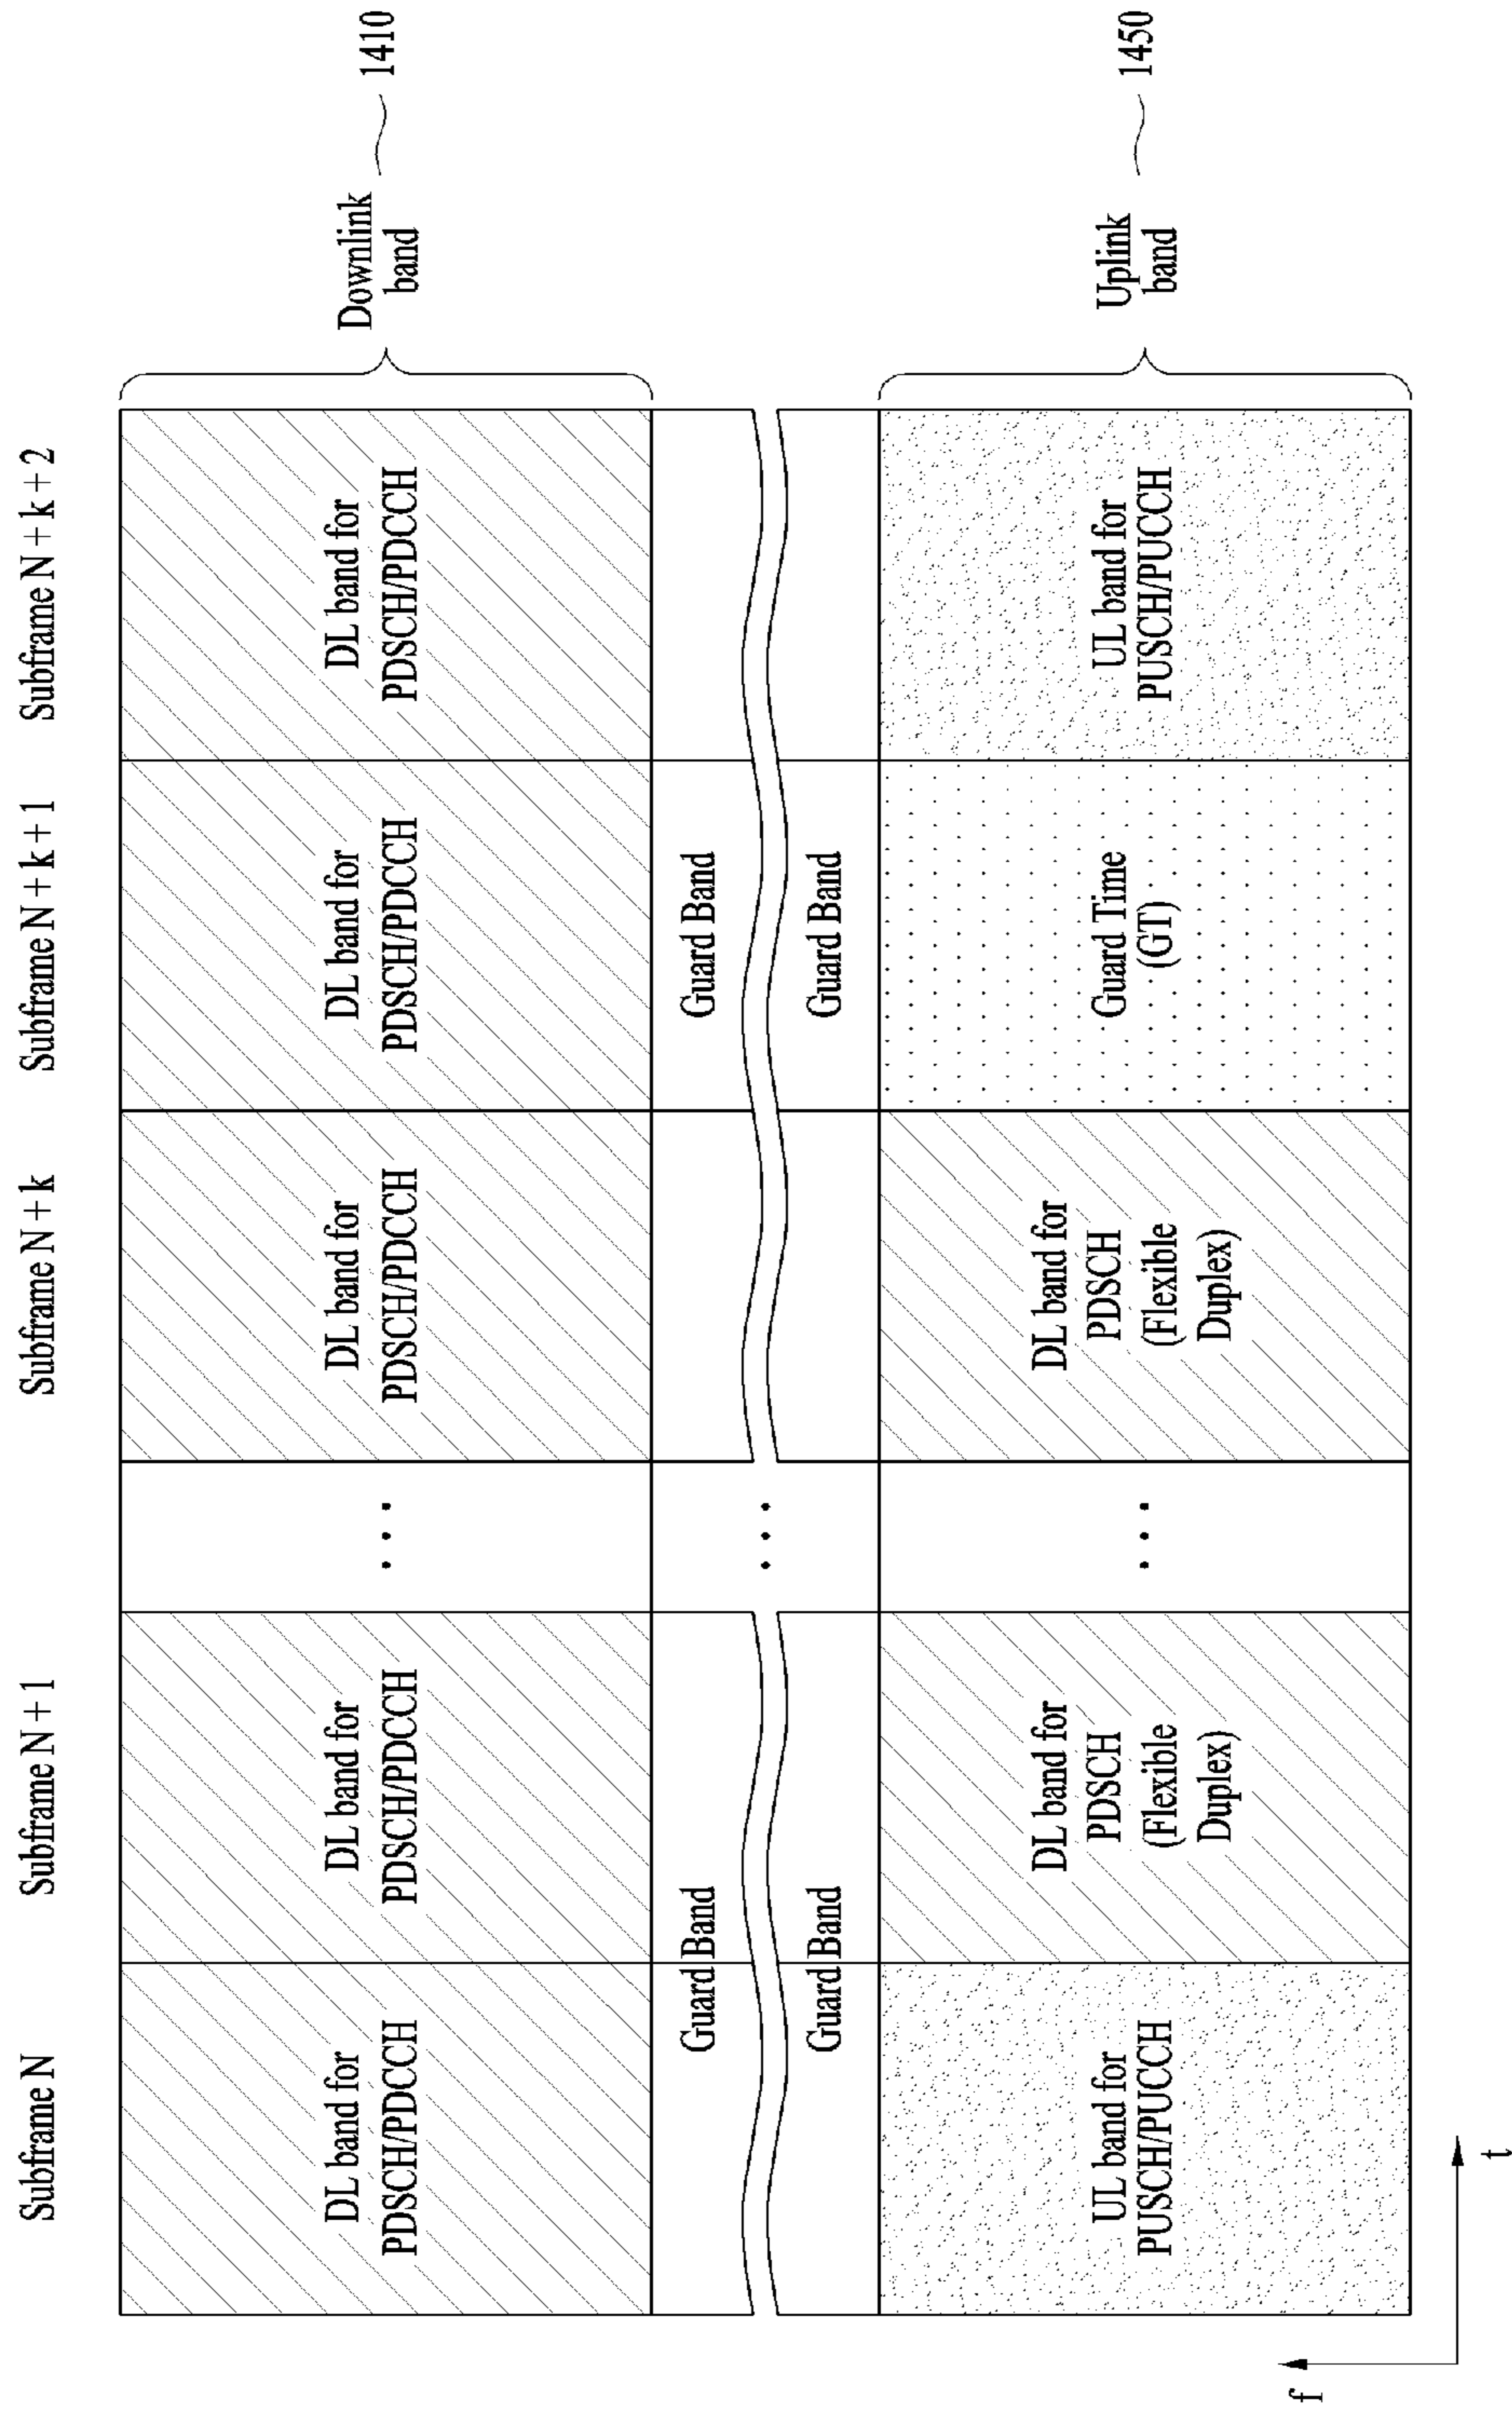 Subframe N
Subframe N + 1
Subframe N + k
Subframe N + k + 1
Subframe N + k + 2
DL band for
PDSCH/PDCCH
DL band for
PDSCH/PDCCH
...
DL band for
PDSCH/PDCCH
DL band for
PDSCH/PDCCH
DL band for
PDSCH/PDCCH
Downlink
band
1410
Guard Band
Guard Band
...
Guard Band
Guard Band
UL band for
PUSCH/PUCCH
DL band for
PDSCH
(Flexible
Duplex)
...
DL band for
PDSCH
(Flexible
Duplex)
Guard Time
(GT)
UL band for
PUSCH/PUCCH
Uplink
band
1450
f
t